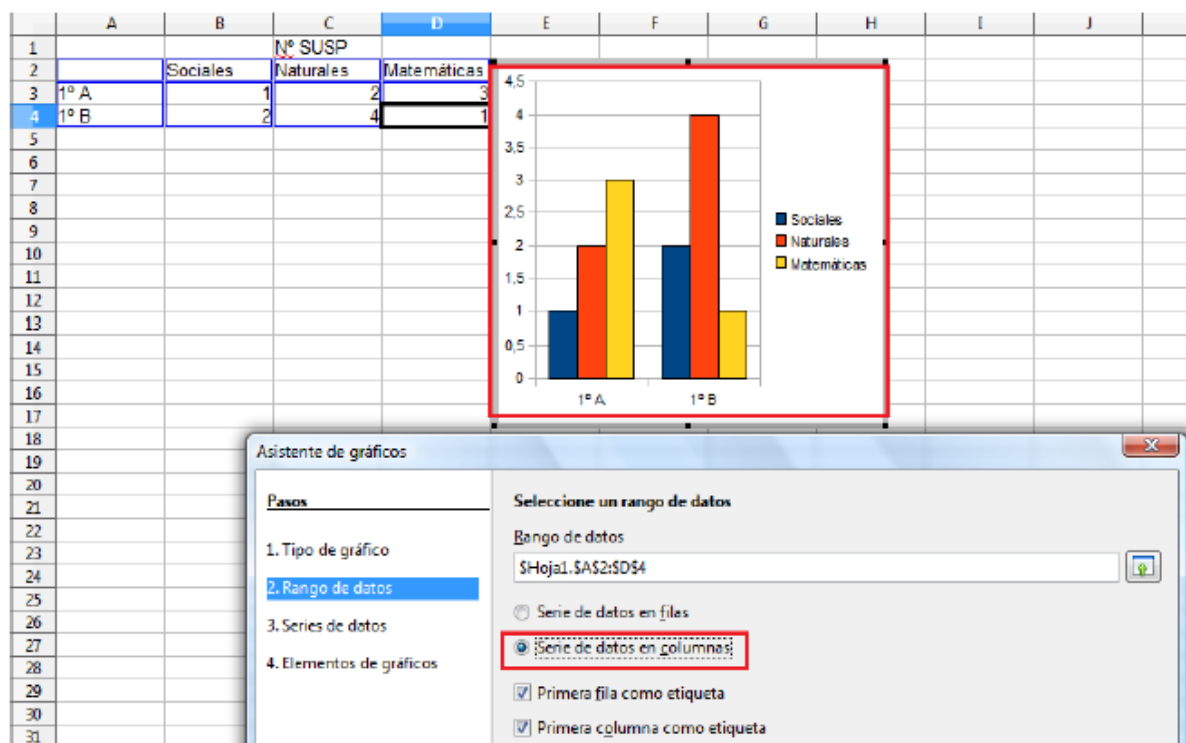 A B C D E F G H I J
1 Nº SUSP
2 Sociales Naturales Matemáticas
3 1º A 1 2 3
4 1º B 2 4 1
5
6
7
8
9
10
11
12
13
14
15
16
17
18
19
20
21
22
23
24
25
26
27
28
29
30
31
4,5
4
3,5
3
2,5
2
1,5
1
0,5
0
1º A 1º B
Sociales
Naturales
Matemáticas
Asistente de gráficos
Pasos
1. Tipo de gráfico
2. Rango de datos
3. Series de datos
4. Elementos de gráficos
Seleccione un rango de datos
Rango de datos
$Hoja1.$A$2:$D$4
Serie de datos en filas
Serie de datos en columnas
Primera fila como etiqueta
Primera columna como etiqueta